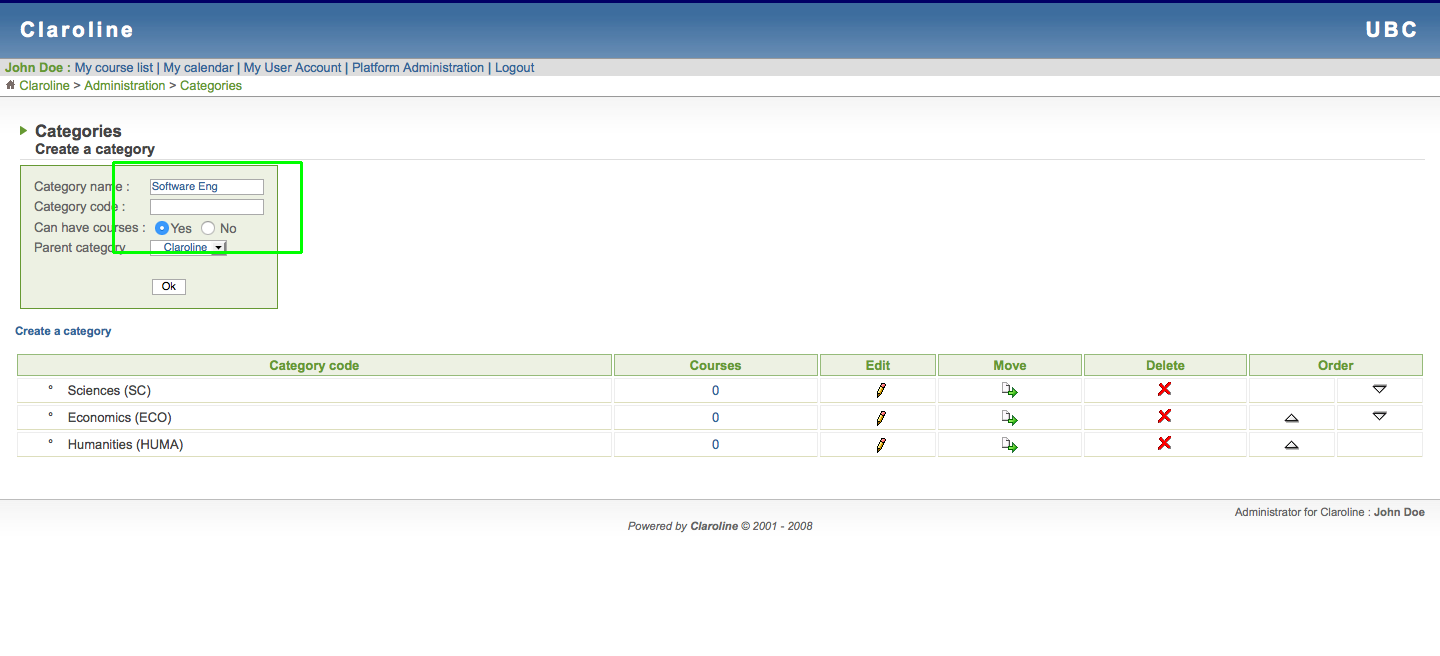 Claroline UBC
John Doe : My course list | My calendar | My User Account | Platform Administration | Logout
Claroline > Administration > Categories
Categories
Create a category
Category name : Software Eng
Category code :
Can have courses : Yes No
Parent category Claroline
Ok
Create a category
Category code Courses Edit Move Delete Order
° Sciences (SC) 0
° Economics (ECO) 0
° Humanities (HUMA) 0
Administrator for Claroline : John Doe
Powered by Claroline © 2001 - 2008